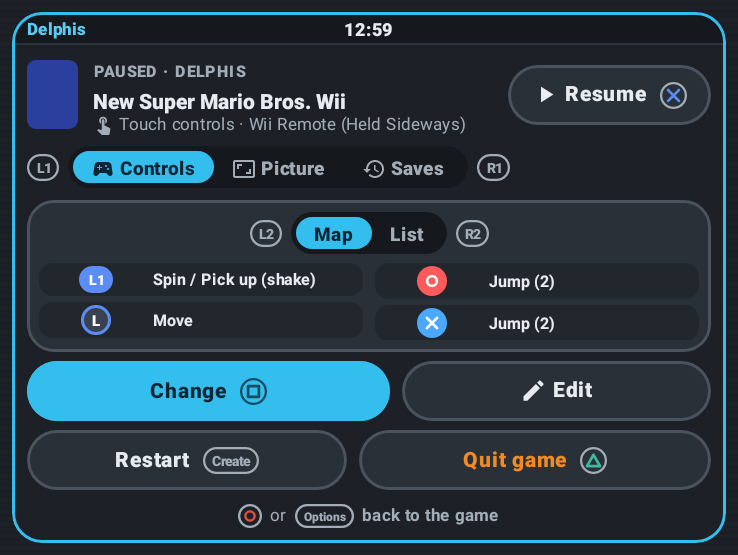 Delphis 12:59
PAUSED · DELPHIS
New Super Mario Bros. Wii
Touch controls · Wii Remote (Held Sideways)
Resume
L1 Controls Picture Saves R1
L2 Map List R2
L1 Spin / Pick up (shake)
Jump (2)
L Move
Jump (2)
Change
Edit
Restart Create
Quit game
or Options back to the game